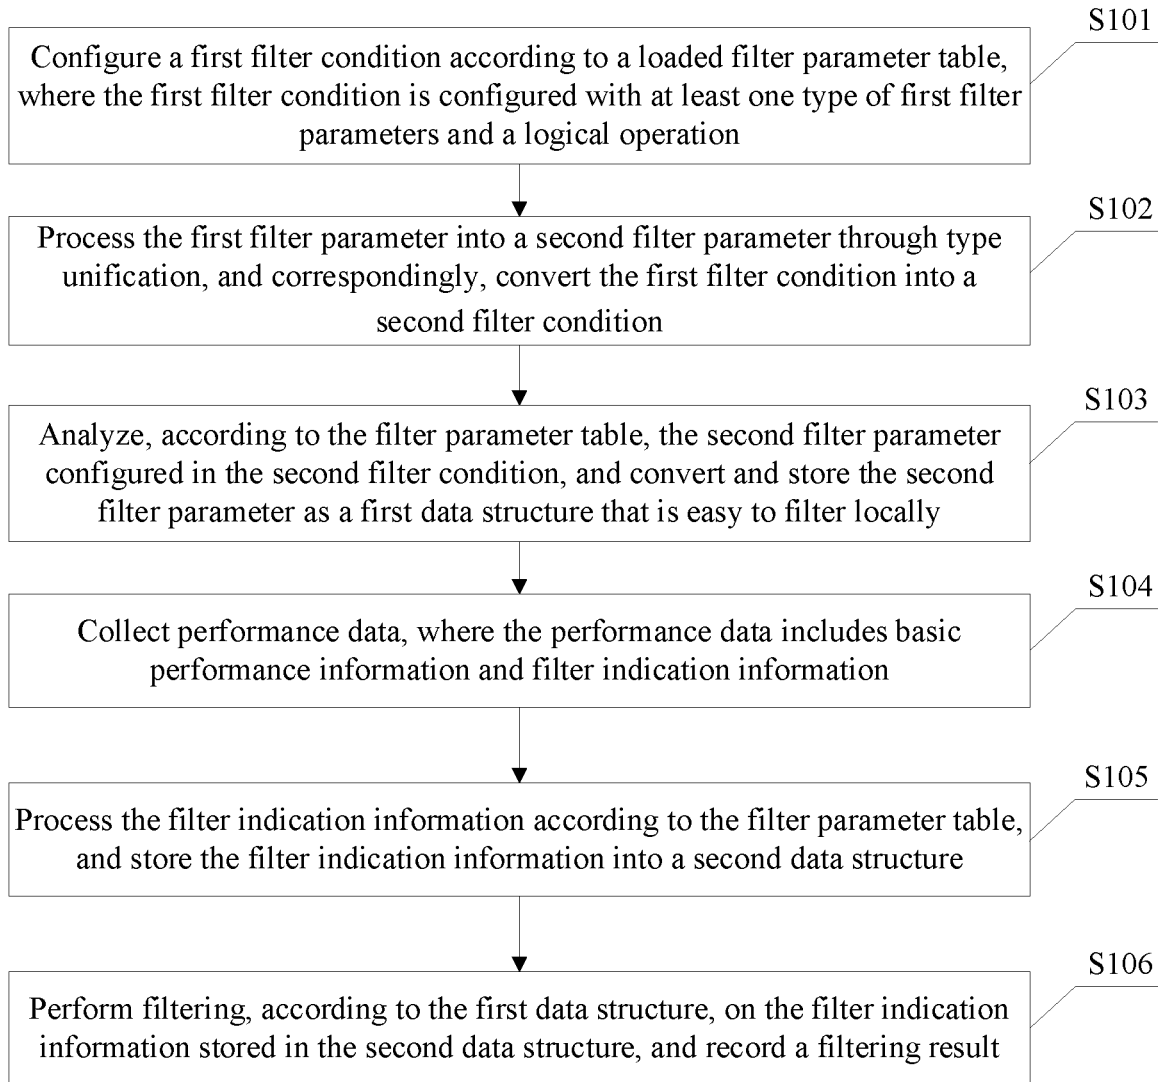 S101
Configure a first filter condition according to a loaded filter parameter table,
where the first filter condition is configured with at least one type of first filter
parameters and a logical operation
S102
Process the first filter parameter into a second filter parameter through type
unification, and correspondingly, convert the first filter condition into a
second filter condition
S103
Analyze, according to the filter parameter table, the second filter parameter
configured in the second filter condition, and convert and store the second
filter parameter as a first data structure that is easy to filter locally
S104
Collect performance data, where the performance data includes basic
performance information and filter indication information
S105
Process the filter indication information according to the filter parameter table,
and store the filter indication information into a second data structure
S106
Perform filtering, according to the first data structure, on the filter indication
information stored in the second data structure, and record a filtering result